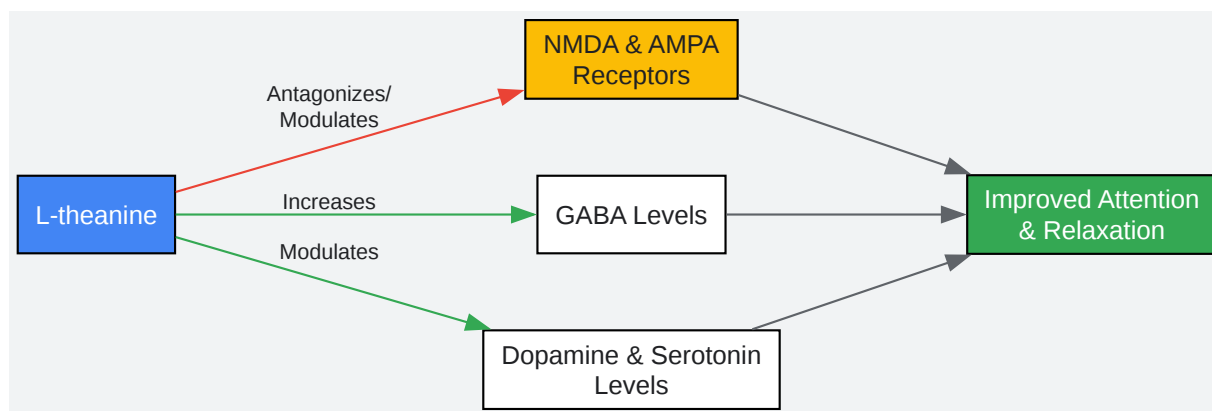 NMDA & AMPA
Receptors
Antagonizes/
Modulates
L-theanine
Increases
GABA Levels
Improved Attention
& Relaxation
Modulates
Dopamine & Serotonin
Levels